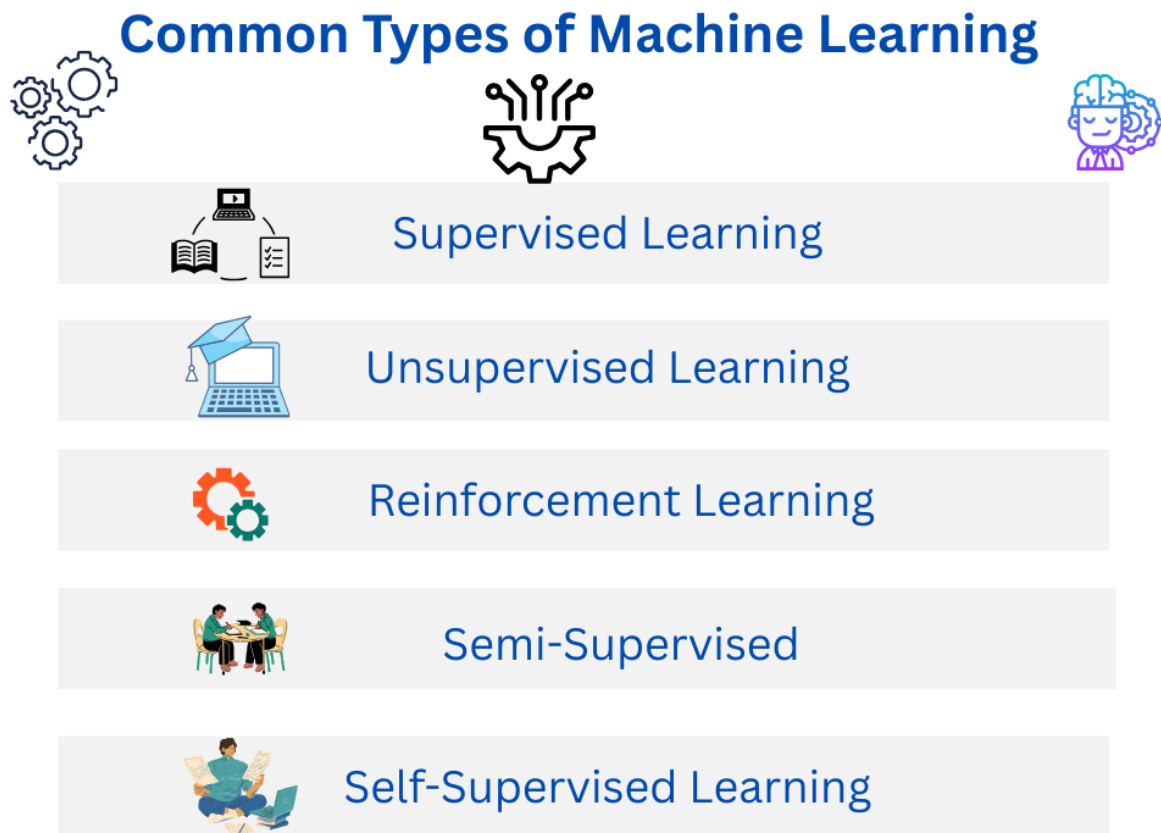 Common Types of Machine Learning
Supervised Learning
Unsupervised Learning
Reinforcement Learning
Semi-Supervised
Self-Supervised Learning